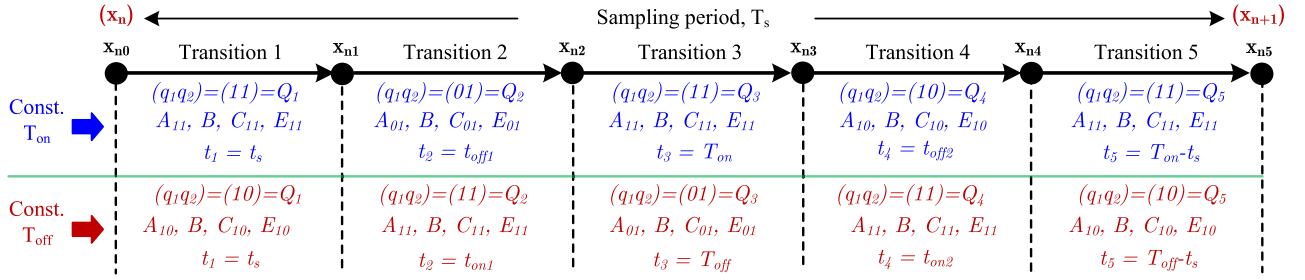 (xₙ) Sampling period, Tₛ (xₙ₊₁)
xₙ₀ Transition 1 xₙ₁ Transition 2 xₙ₂ Transition 3 xₙ₃ Transition 4 xₙ₄ Transition 5 xₙ₅
Const. Tₒₙ
(q₁q₂)=(11)=Q₁ (q₁q₂)=(01)=Q₂ (q₁q₂)=(11)=Q₃ (q₁q₂)=(10)=Q₄ (q₁q₂)=(11)=Q₅
A₁₁, B, C₁₁, E₁₁ A₀₁, B, C₀₁, E₀₁ A₁₁, B, C₁₁, E₁₁ A₁₀, B, C₁₀, E₁₀ A₁₁, B, C₁₁, E₁₁
t₁ = tₛ t₂ = t_off1 t₃ = Tₒₙ t₄ = t_off2 t₅ = Tₒₙ-tₛ
Const. T_off
(q₁q₂)=(10)=Q₁ (q₁q₂)=(11)=Q₂ (q₁q₂)=(01)=Q₃ (q₁q₂)=(11)=Q₄ (q₁q₂)=(10)=Q₅
A₁₀, B, C₁₀, E₁₀ A₁₁, B, C₁₁, E₁₁ A₀₁, B, C₀₁, E₀₁ A₁₁, B, C₁₁, E₁₁ A₁₀, B, C₁₀, E₁₀
t₁ = tₛ t₂ = tₒₙ₁ t₃ = T_off t₄ = tₒₙ₂ t₅ = T_off-tₛ